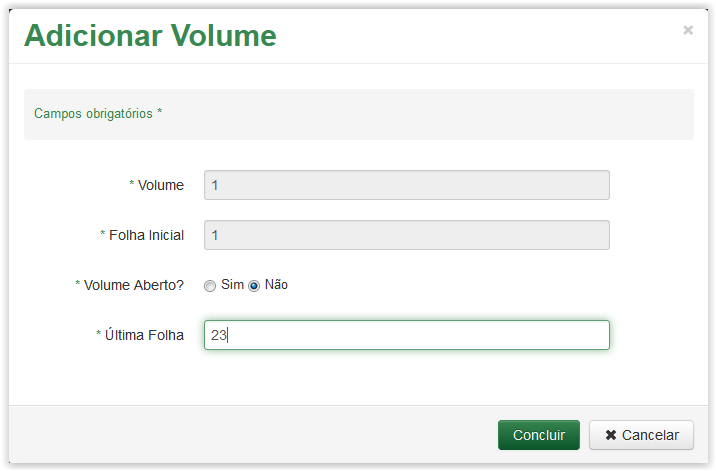 Adicionar Volume ×
Campos obrigatórios *
* Volume 1
* Folha Inicial 1
* Volume Aberto? Sim Não
* Última Folha 23
Concluir ✖ Cancelar